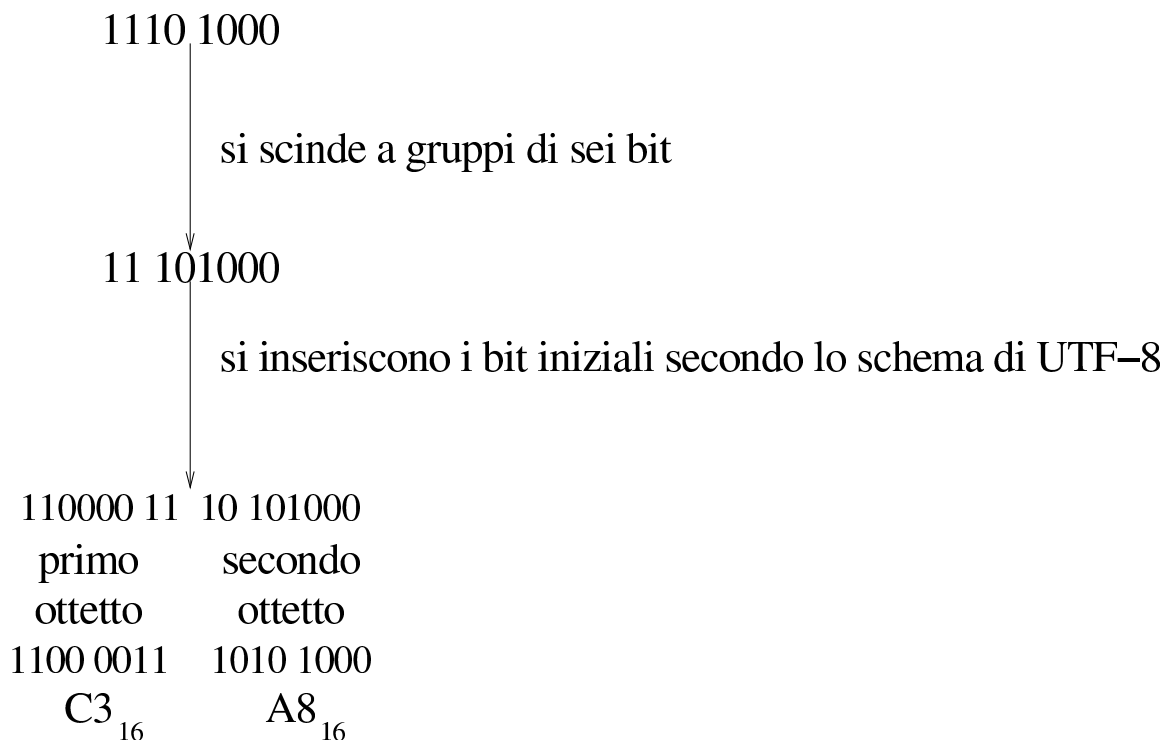 1110 1000
si scinde a gruppi di sei bit
11 101000
si inseriscono i bit iniziali secondo lo schema di UTF−8
110000 11 10 101000
primo secondo
ottetto ottetto
1100 0011 1010 1000
C3 16 A8 16